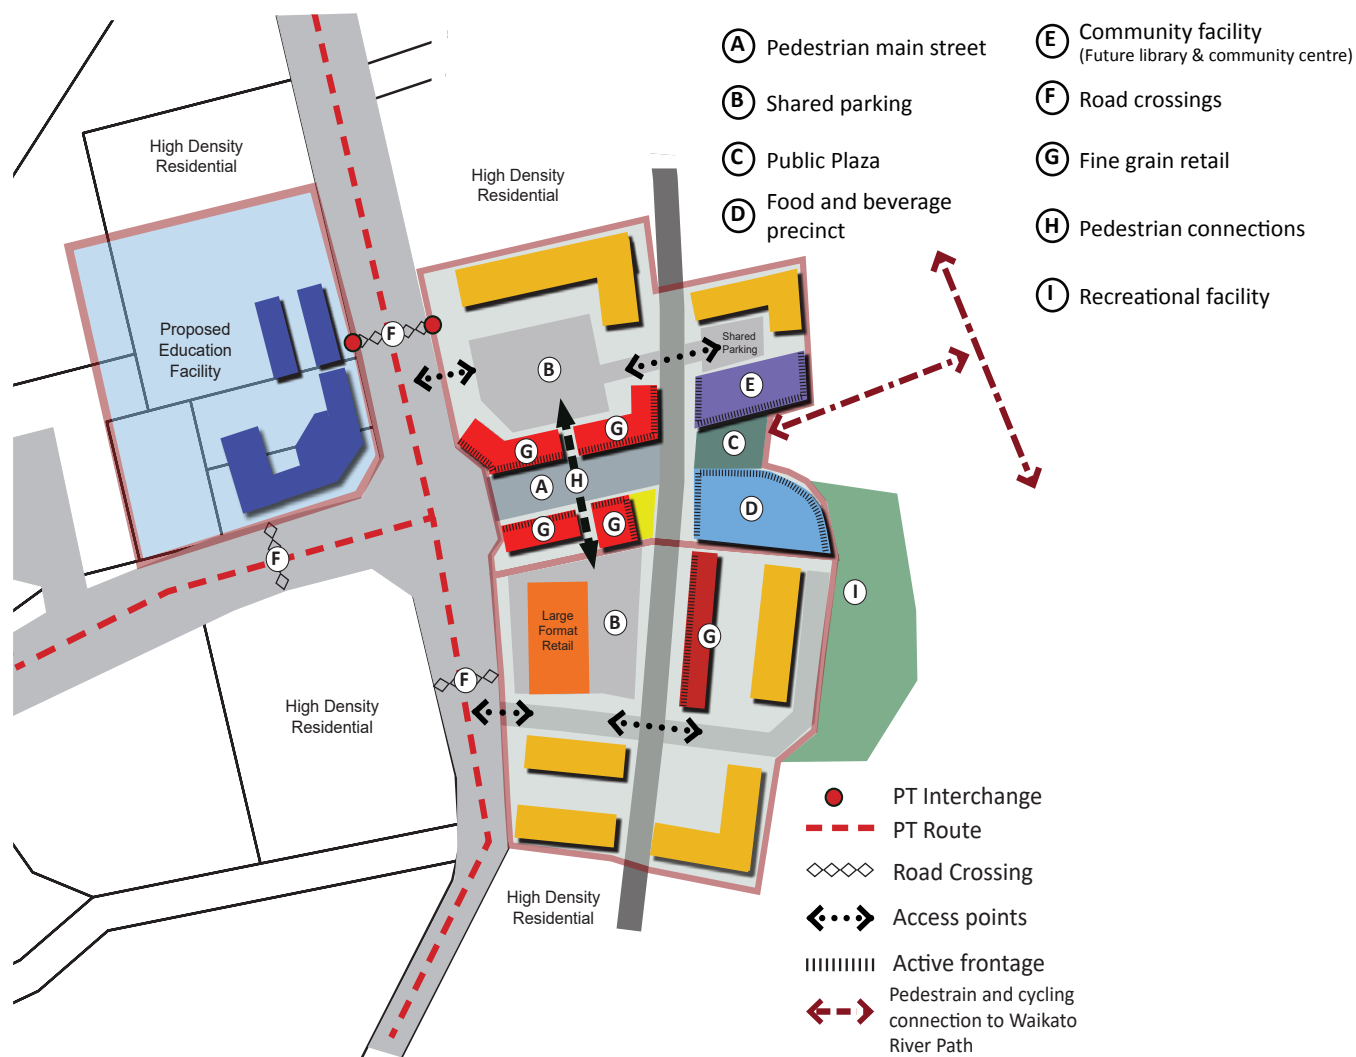 A Pedestrian main street
B Shared parking
C Public Plaza
D Food and beverage
precinct
E Community facility
(Future library & community centre)
F Road crossings
G Fine grain retail
H Pedestrian connections
I Recreational facility
High Density
Residential
High Density
Residential
Proposed
Education
Facility
F
B
Shared
Parking
E
G
G
C
A
H
D
G
G
F
I
Large
Format
Retail
B
G
F
High Density
Residential
High Density
Residential
PT Interchange
PT Route
Road Crossing
Access points
Active frontage
Pedestrain and cycling
connection to Waikato
River Path